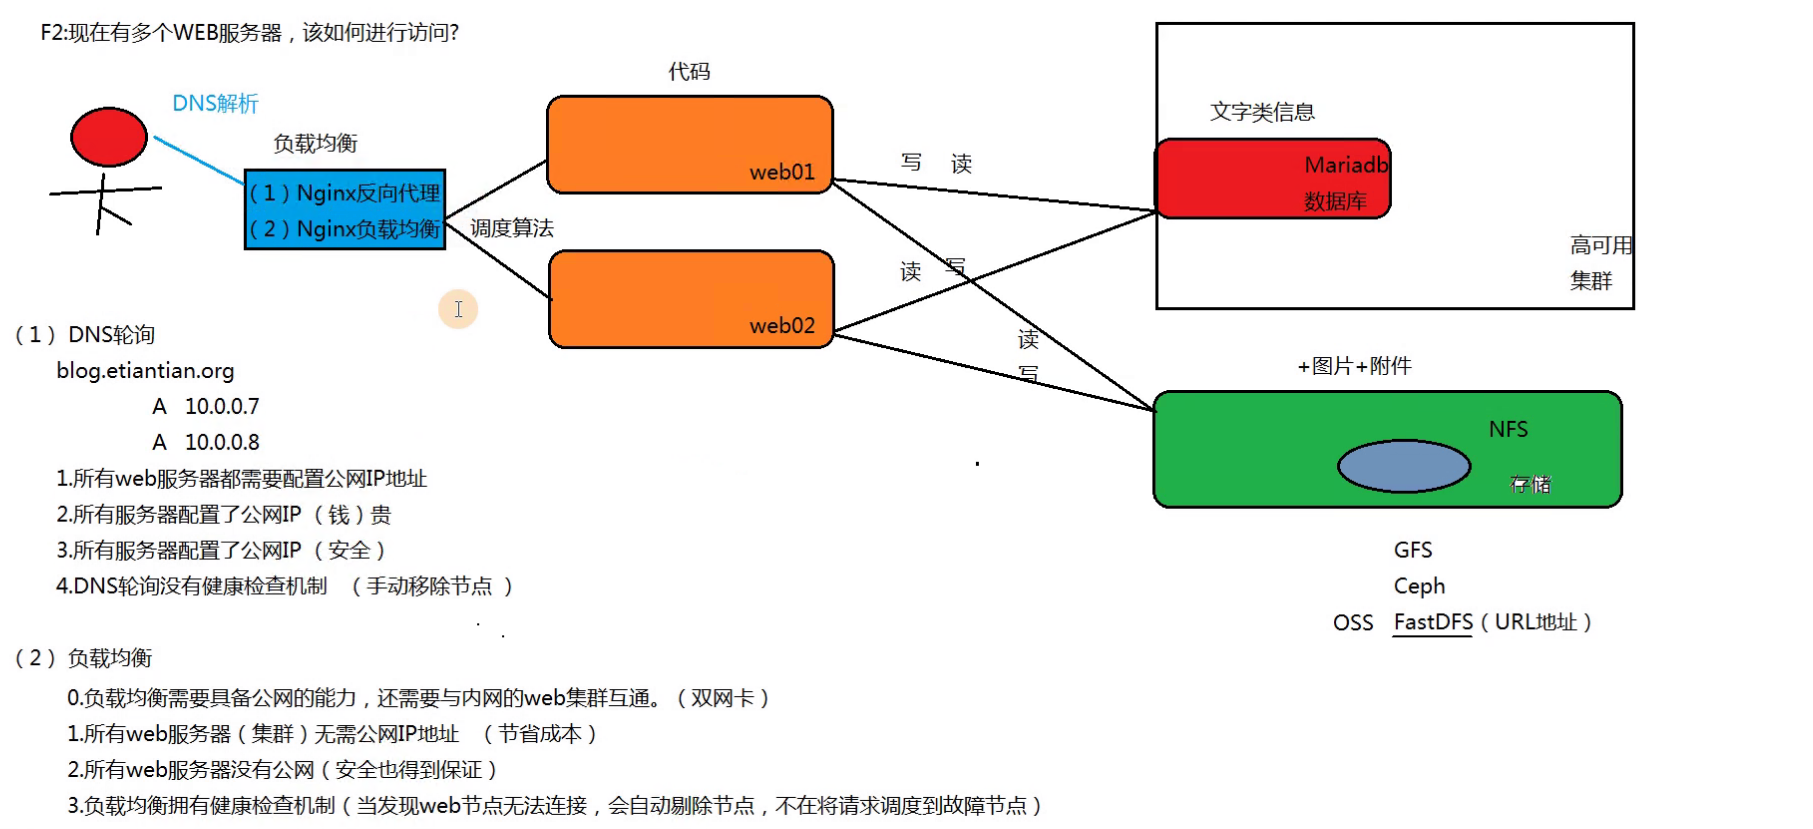 F2:现在有多个WEB服务器，该如何进行访问?
代码
DNS解析
文字类信息
负载均衡
写 读
Mariadb
数据库
web01
（1）Nginx反向代理
（2）Nginx负载均衡
调度算法
高可用
集群
读 写
web02
读
写
+图片+附件
NFS
存储
GFS
Ceph
OSS FastDFS（URL地址）
（1）DNS轮询
blog.etiantian.org
A 10.0.0.7
A 10.0.0.8
1.所有web服务器都需要配置公网IP地址
2.所有服务器配置了公网IP（钱）贵
3.所有服务器配置了公网IP（安全）
4.DNS轮询没有健康检查机制 （手动移除节点 ）
（2）负载均衡
0.负载均衡需要具备公网的能力，还需要与内网的web集群互通。（双网卡）
1.所有web服务器（集群）无需公网IP地址 （节省成本）
2.所有web服务器没有公网（安全也得到保证）
3.负载均衡拥有健康检查机制（当发现web节点无法连接，会自动剔除节点，不在将请求调度到故障节点）